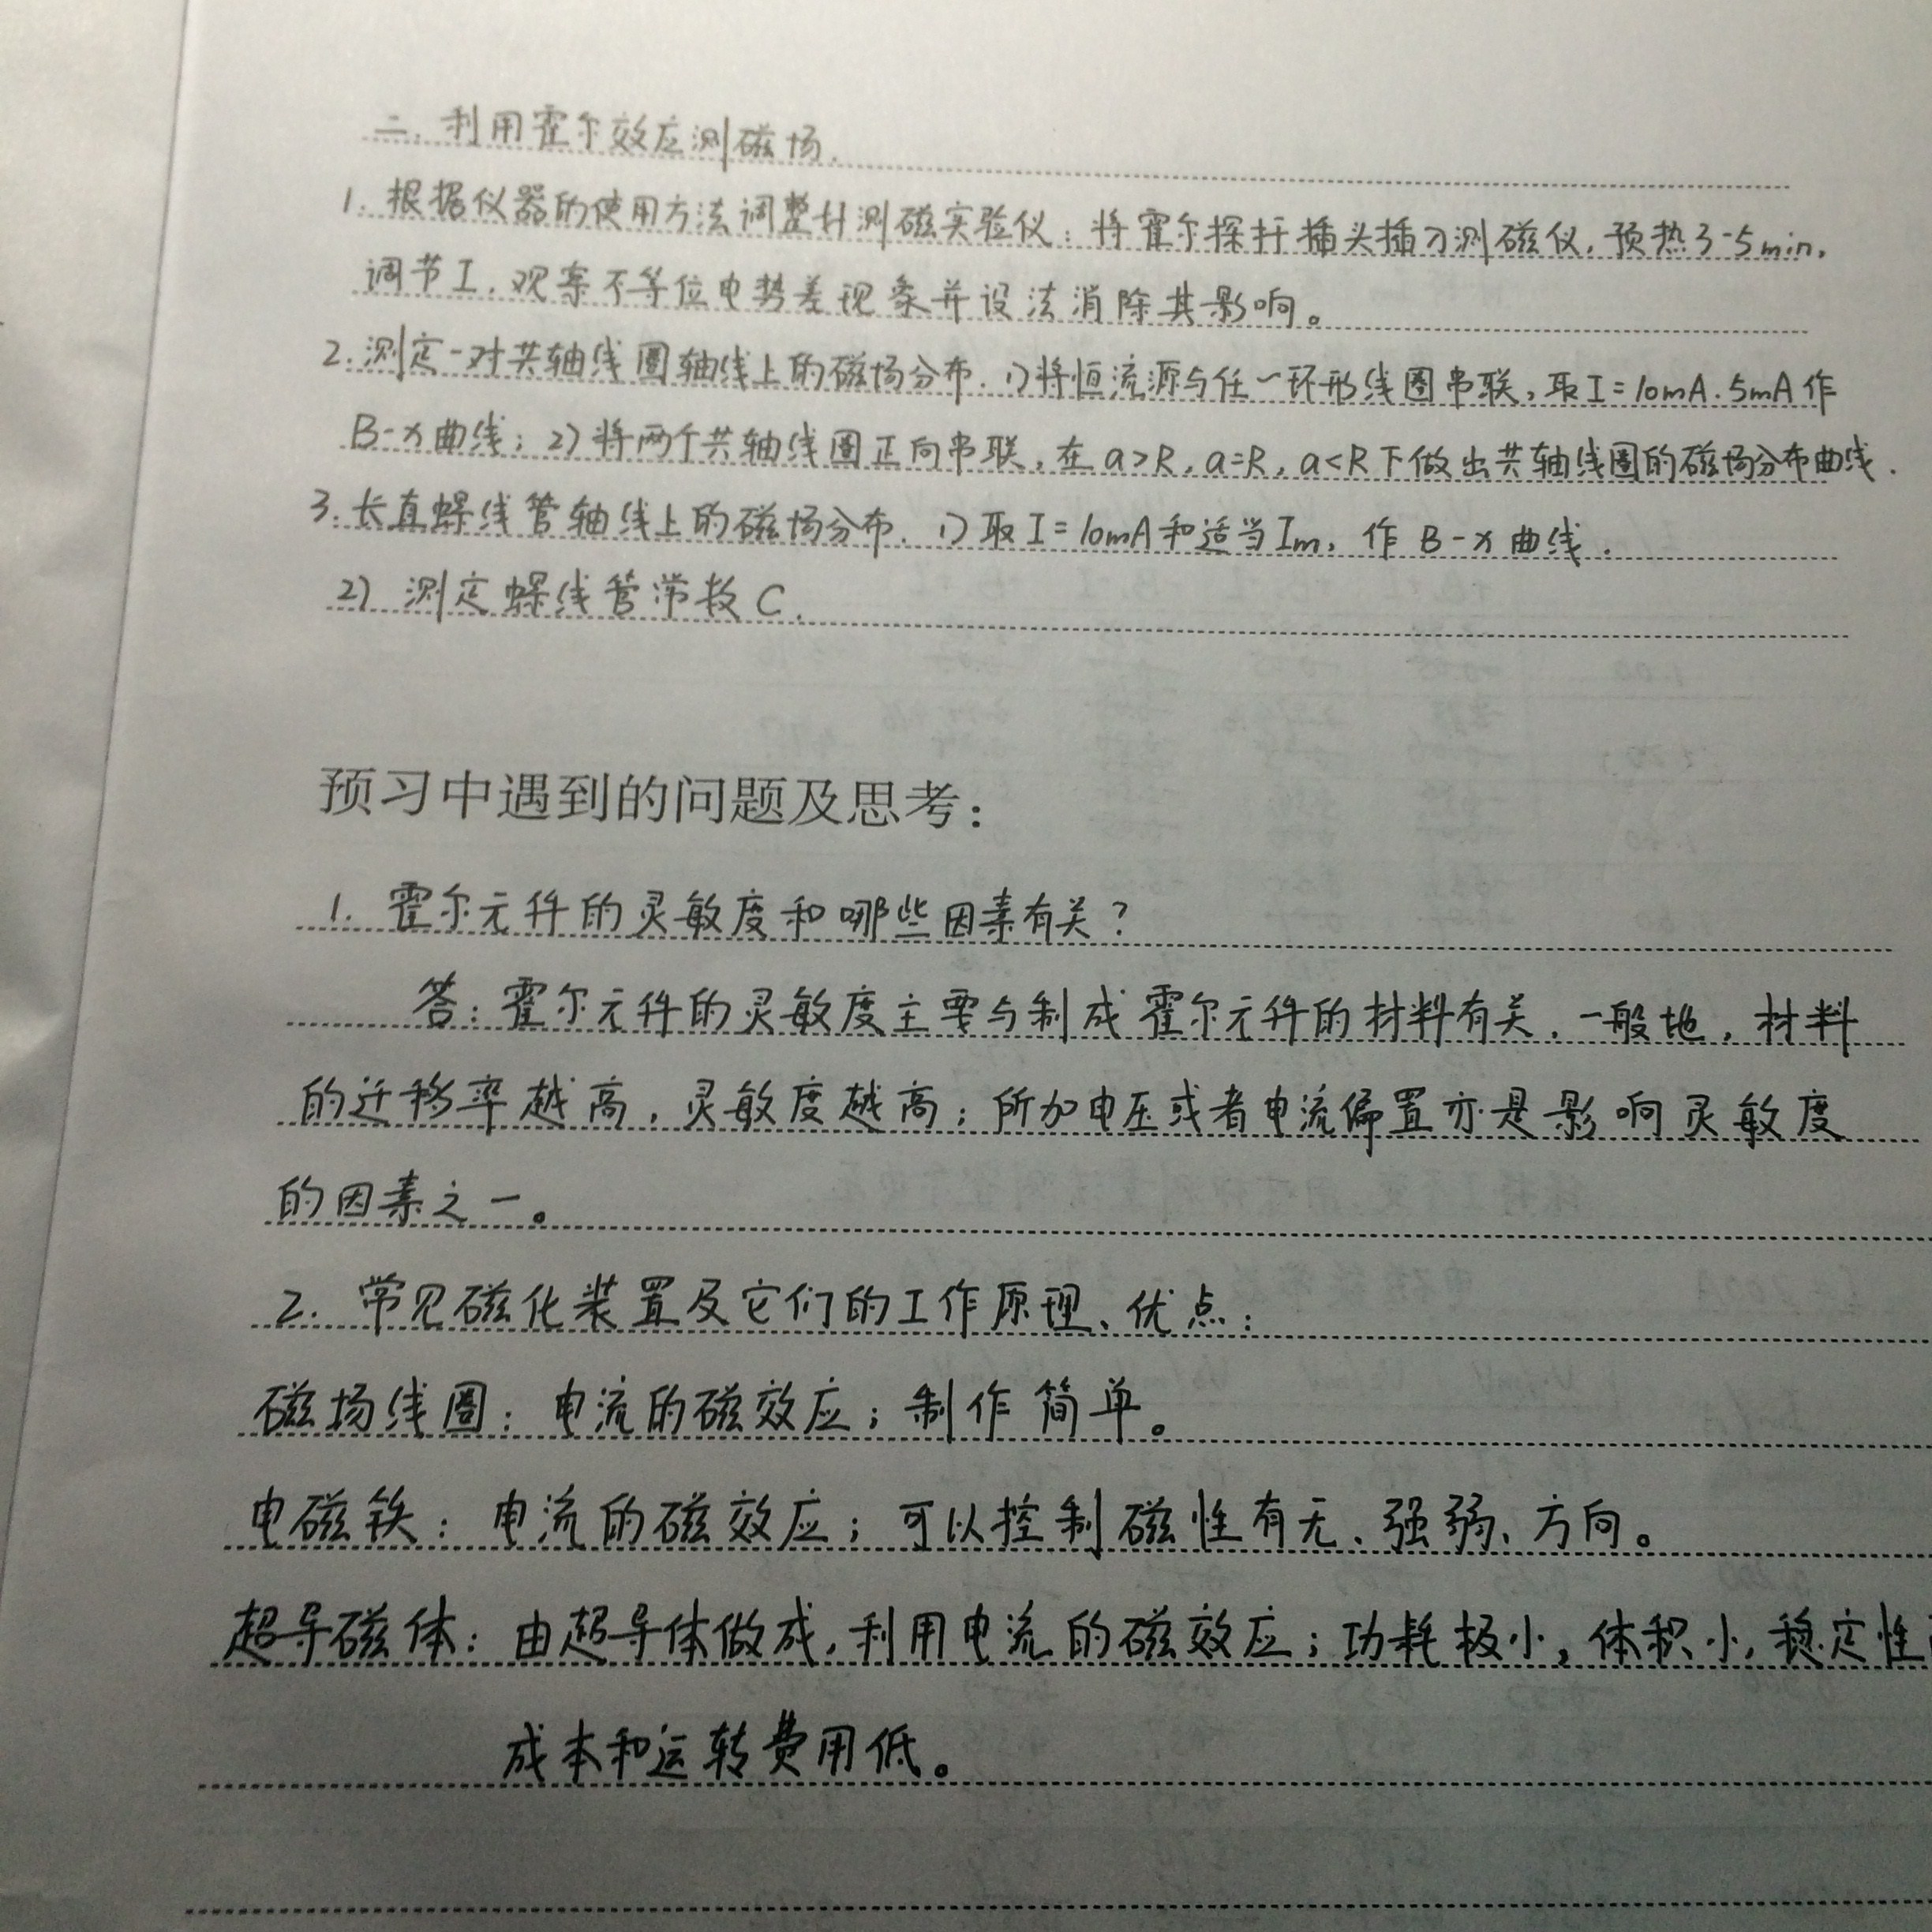 二.利用霍尔效应测磁场.
1.根据仪器的使用方法调整好测磁实验仪:将霍尔探杆插头插入测磁仪,预热3-5min,
调节I,观察不等位电势差现象并设法消除其影响。
2.测定一对共轴线圈轴线上的磁场分布.1)将恒流源与任一环形线圈串联,取I=10mA.5mA作
B-x曲线;2)将两个共轴线圈正向串联,在a>R,a=R,a<R下做出共轴线圈的磁场分布曲线.
3.长直螺线管轴线上的磁场分布.1)取I=10mA和适当Im,作B-x曲线.
2)测定螺线管常数C.
预习中遇到的问题及思考:
1.霍尔元件的灵敏度和哪些因素有关?
答:霍尔元件的灵敏度主要与制成霍尔元件的材料有关.一般地,材料
的迁移率越高,灵敏度越高;所加电压或者电流偏置亦是影响灵敏度
的因素之一。
2.常见磁化装置及它们的工作原理、优点:
磁场线圈:电流的磁效应;制作简单。
电磁铁:电流的磁效应;可以控制磁性有无、强弱、方向。
超导磁体:由超导体做成,利用电流的磁效应;功耗极小,体积小,稳定性
成本和运转费用低。